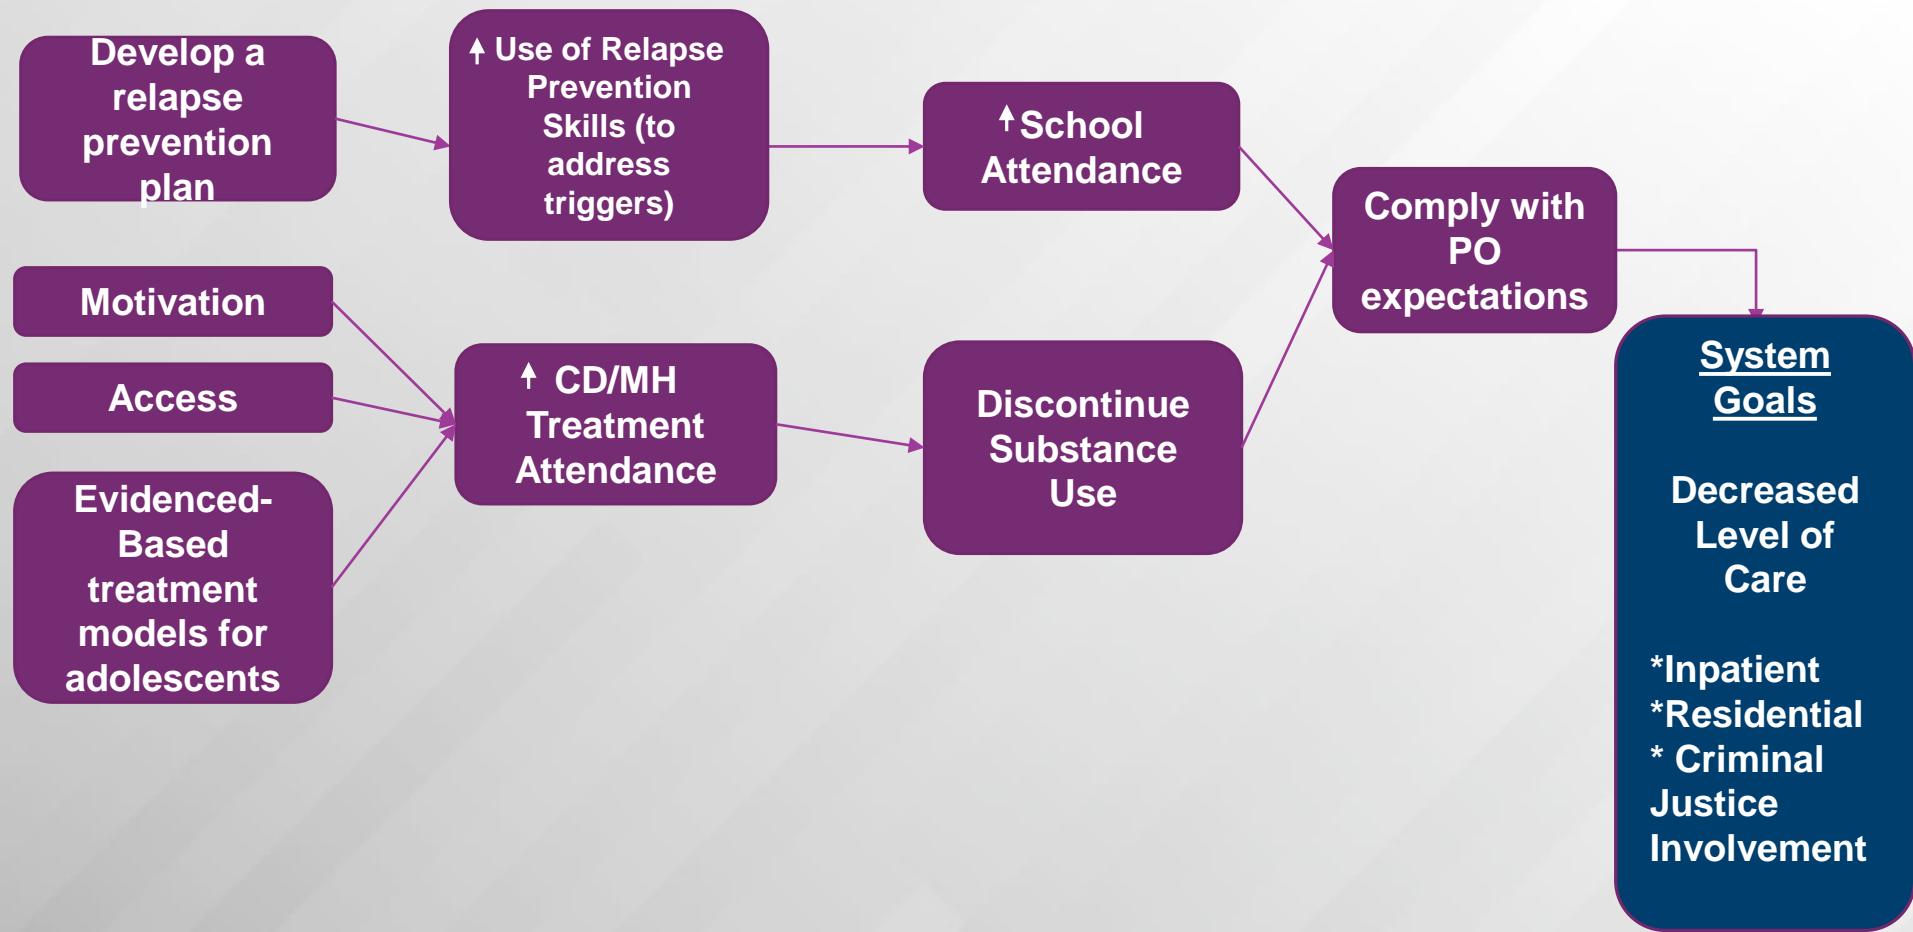 Develop a
relapse
prevention
plan
Use of Relapse
Prevention
Skills (to
address
triggers)
School
Attendance
Comply with
PO
expectations
Motivation
Access
Evidenced-
Based
treatment
models for
adolescents
CD/MH
Treatment
Attendance
Discontinue
Substance
Use
System
Goals
Decreased
Level of
Care
*Inpatient
*Residential
* Criminal
Justice
Involvement